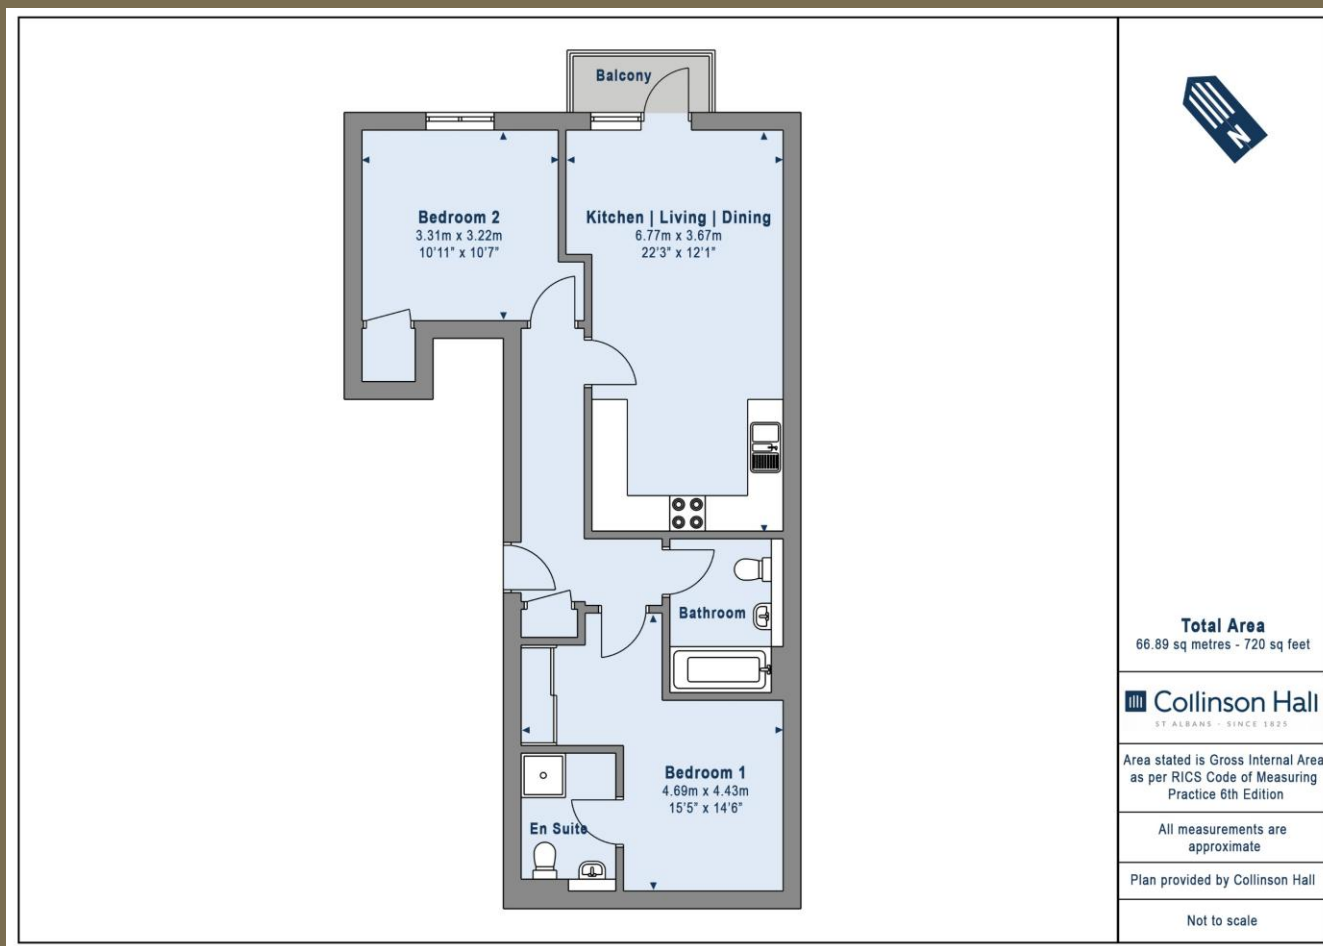 Balcony
Bedroom 2
3.31m x 3.22m
10'11" x 10'7"
Kitchen | Living | Dining
6.77m x 3.67m
22'3" x 12'1"
Bathroom
Bedroom 1
4.69m x 4.43m
15'5" x 14'6"
En Suite
N
Total Area
66.89 sq metres - 720 sq feet
Collinson Hall
ST ALBANS - SINCE 1825
Area stated is Gross Internal Area
as per RICS Code of Measuring
Practice 6th Edition
All measurements are
approximate
Plan provided by Collinson Hall
Not to scale